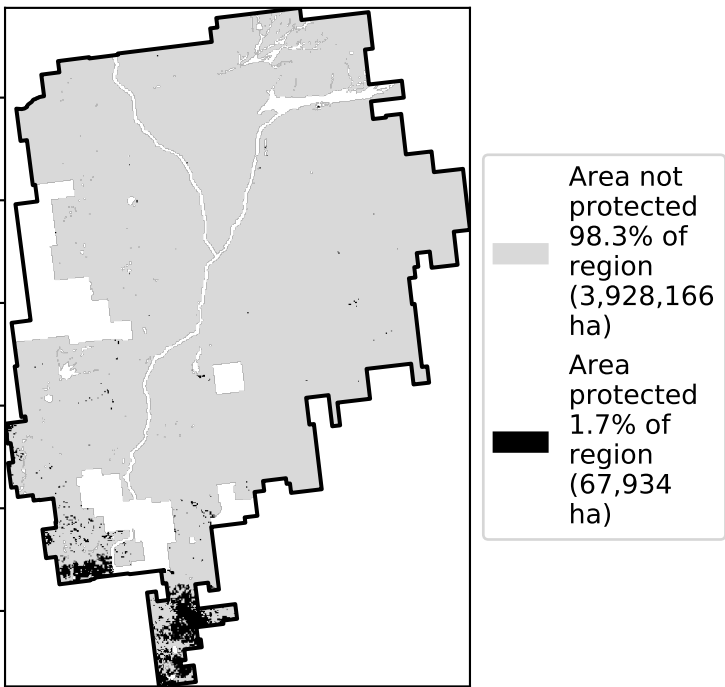 Area not
protected
98.3% of
region
(3,928,166
ha)
Area
protected
1.7% of
region
(67,934
ha)